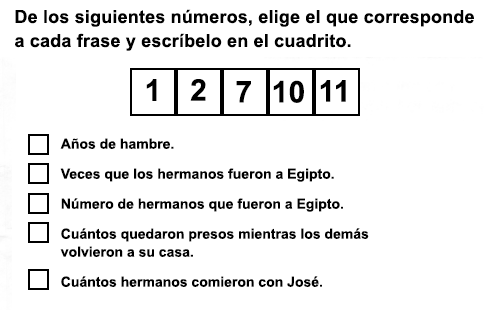 De los siguientes números, elige el que corresponde
a cada frase y escríbelo en el cuadrito.
1 2 7 10 11
Años de hambre.
Veces que los hermanos fueron a Egipto.
Número de hermanos que fueron a Egipto.
Cuántos quedaron presos mientras los demás
volvieron a su casa.
Cuántos hermanos comieron con José.